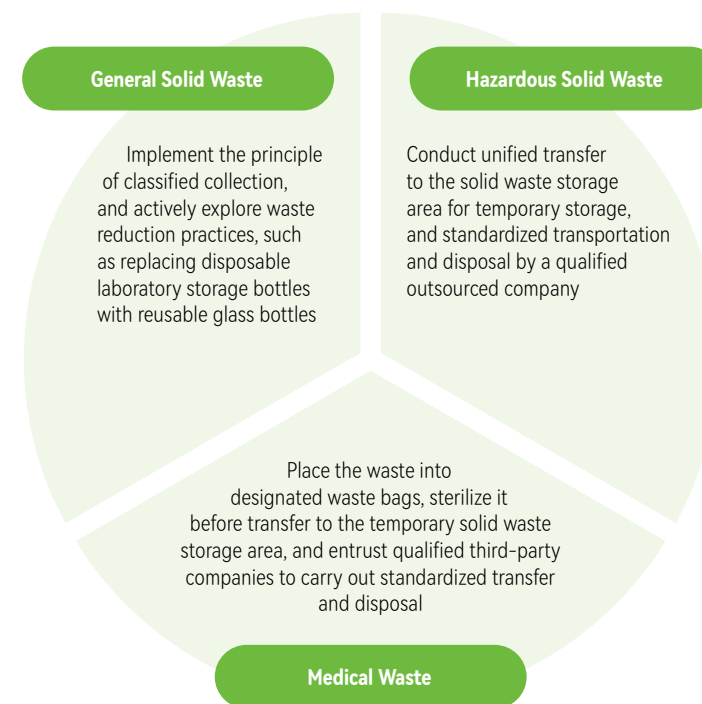 General Solid Waste
Implement the principle
of classified collection,
and actively explore waste
reduction practices, such
as replacing disposable
laboratory storage bottles
with reusable glass bottles
Hazardous Solid Waste
Conduct unified transfer
to the solid waste storage
area for temporary storage,
and standardized transportation
and disposal by a qualified
outsourced company
Place the waste into
designated waste bags, sterilize it
before transfer to the temporary solid waste
storage area, and entrust qualified third-party
companies to carry out standardized transfer
and disposal
Medical Waste